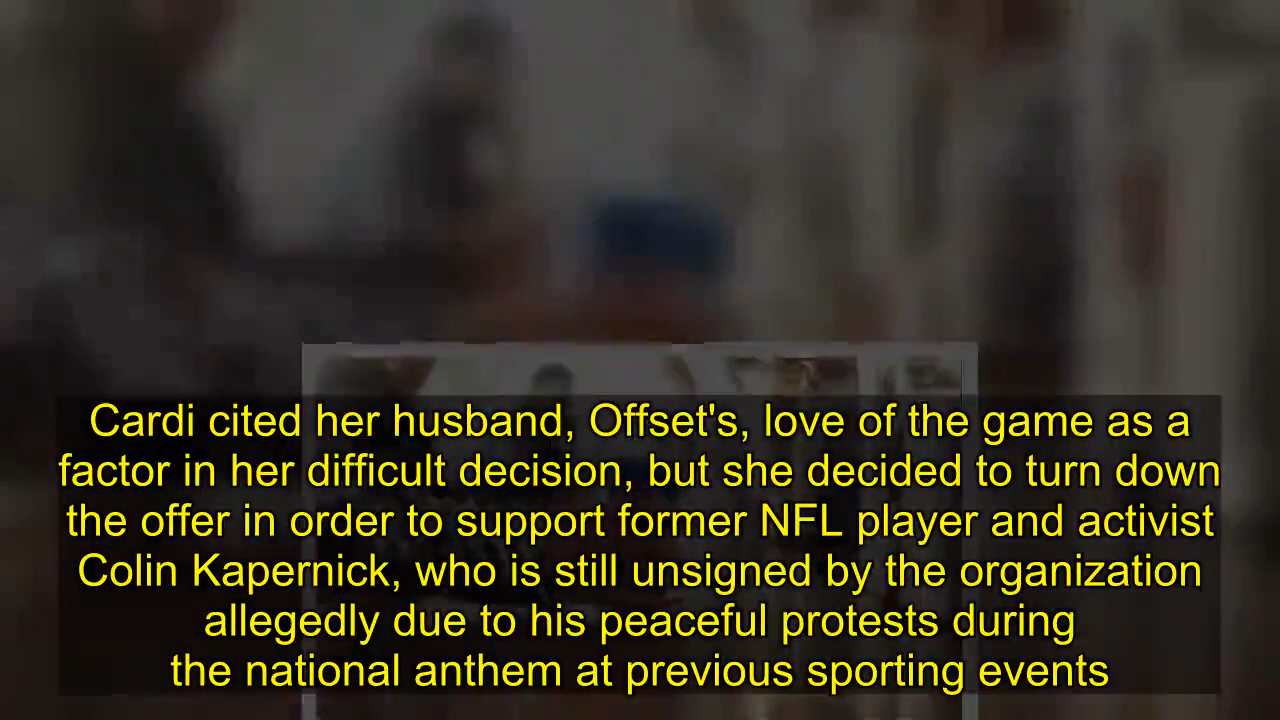 Cardi cited her husband, Offset's, love of the game as a
factor in her difficult decision, but she decided to turn down
the offer in order to support former NFL player and activist
Colin Kapernick, who is still unsigned by the organization
allegedly due to his peaceful protests during
the national anthem at previous sporting events